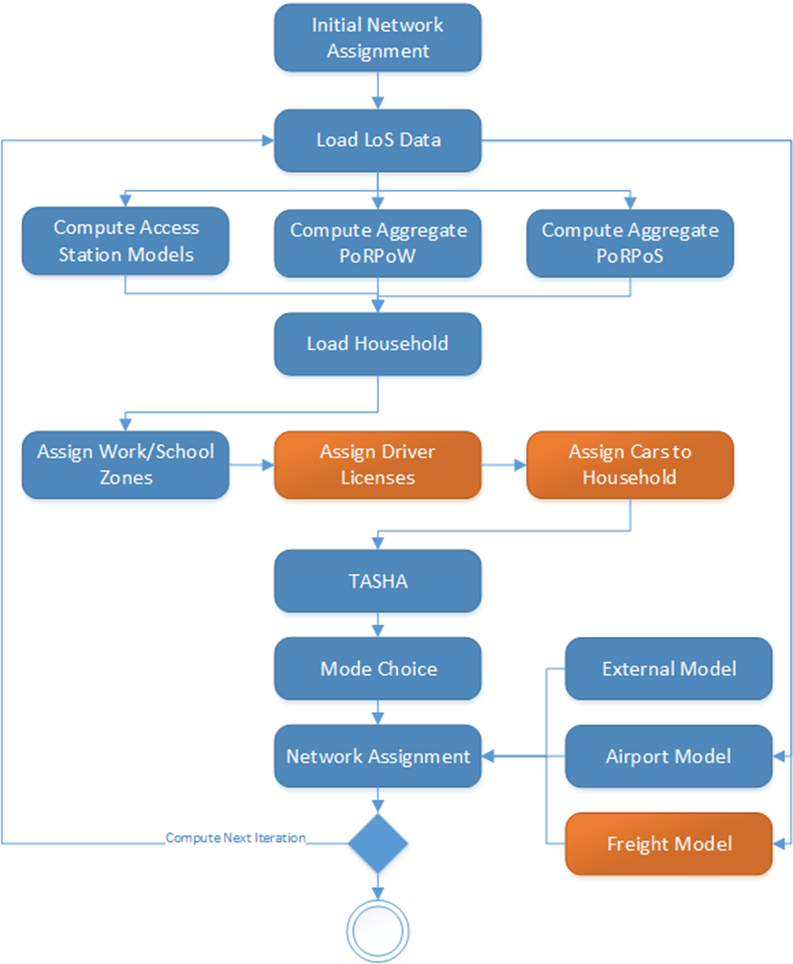 Initial Network
Assignment
Load LoS Data
Compute Access
Station Models
Compute Aggregate
PoRPoW
Compute Aggregate
PoRPoS
Load Household
Assign Work/School
Zones
Assign Driver
Licenses
Assign Cars to
Household
TASHA
Mode Choice
External Model
Network Assignment
Airport Model
Compute Next Iteration
Freight Model